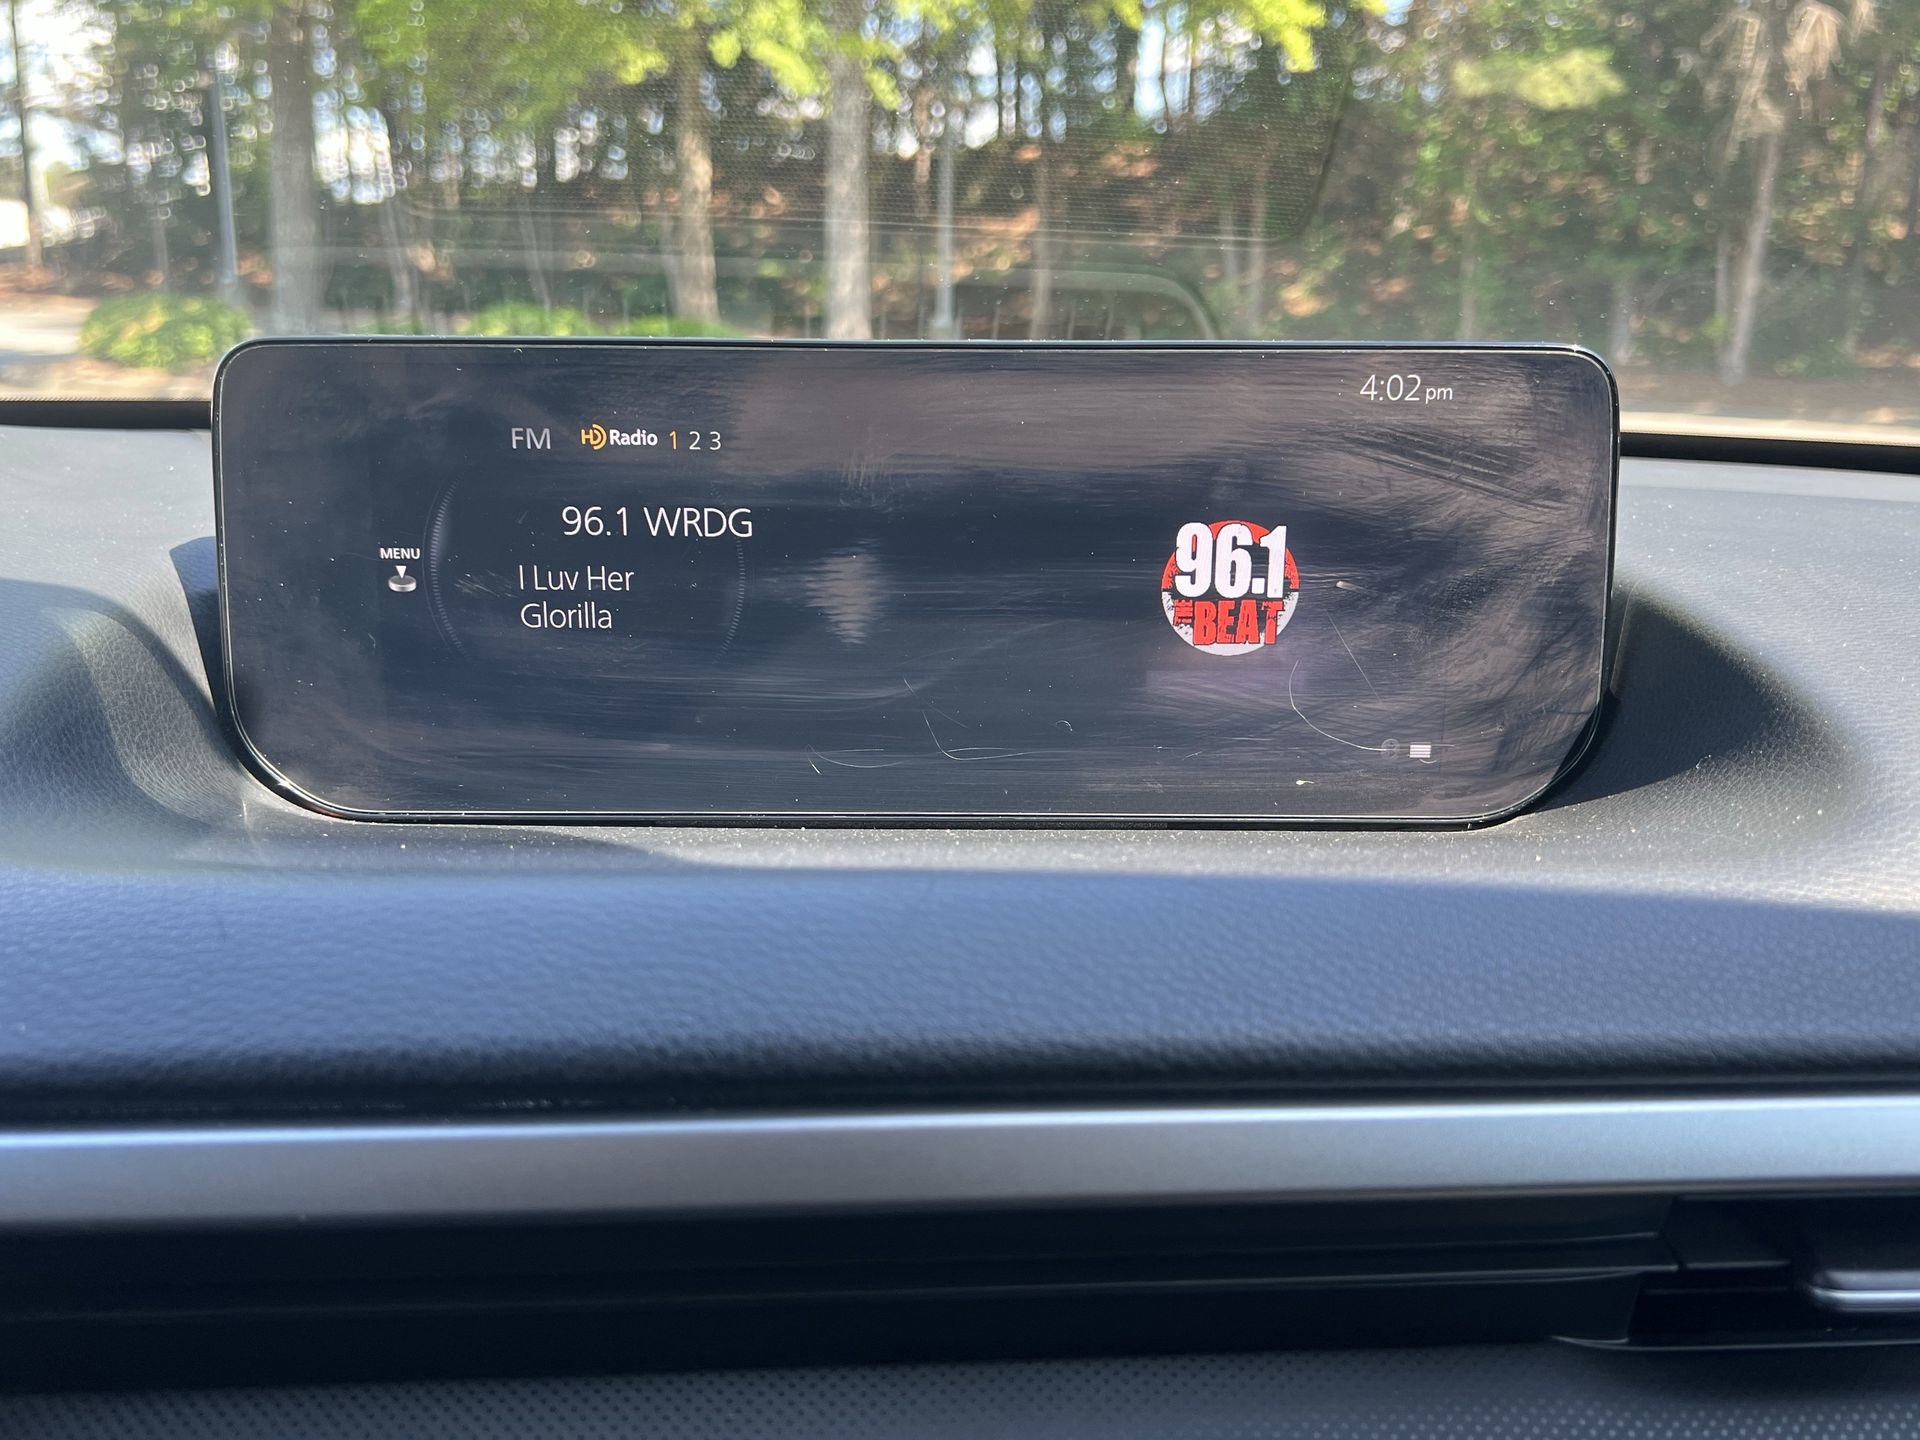 4:02 pm
FM HD Radio 1 2 3
96.1 WRDG
MENU
I Luv Her
Glorilla
96.1
THE BEAT